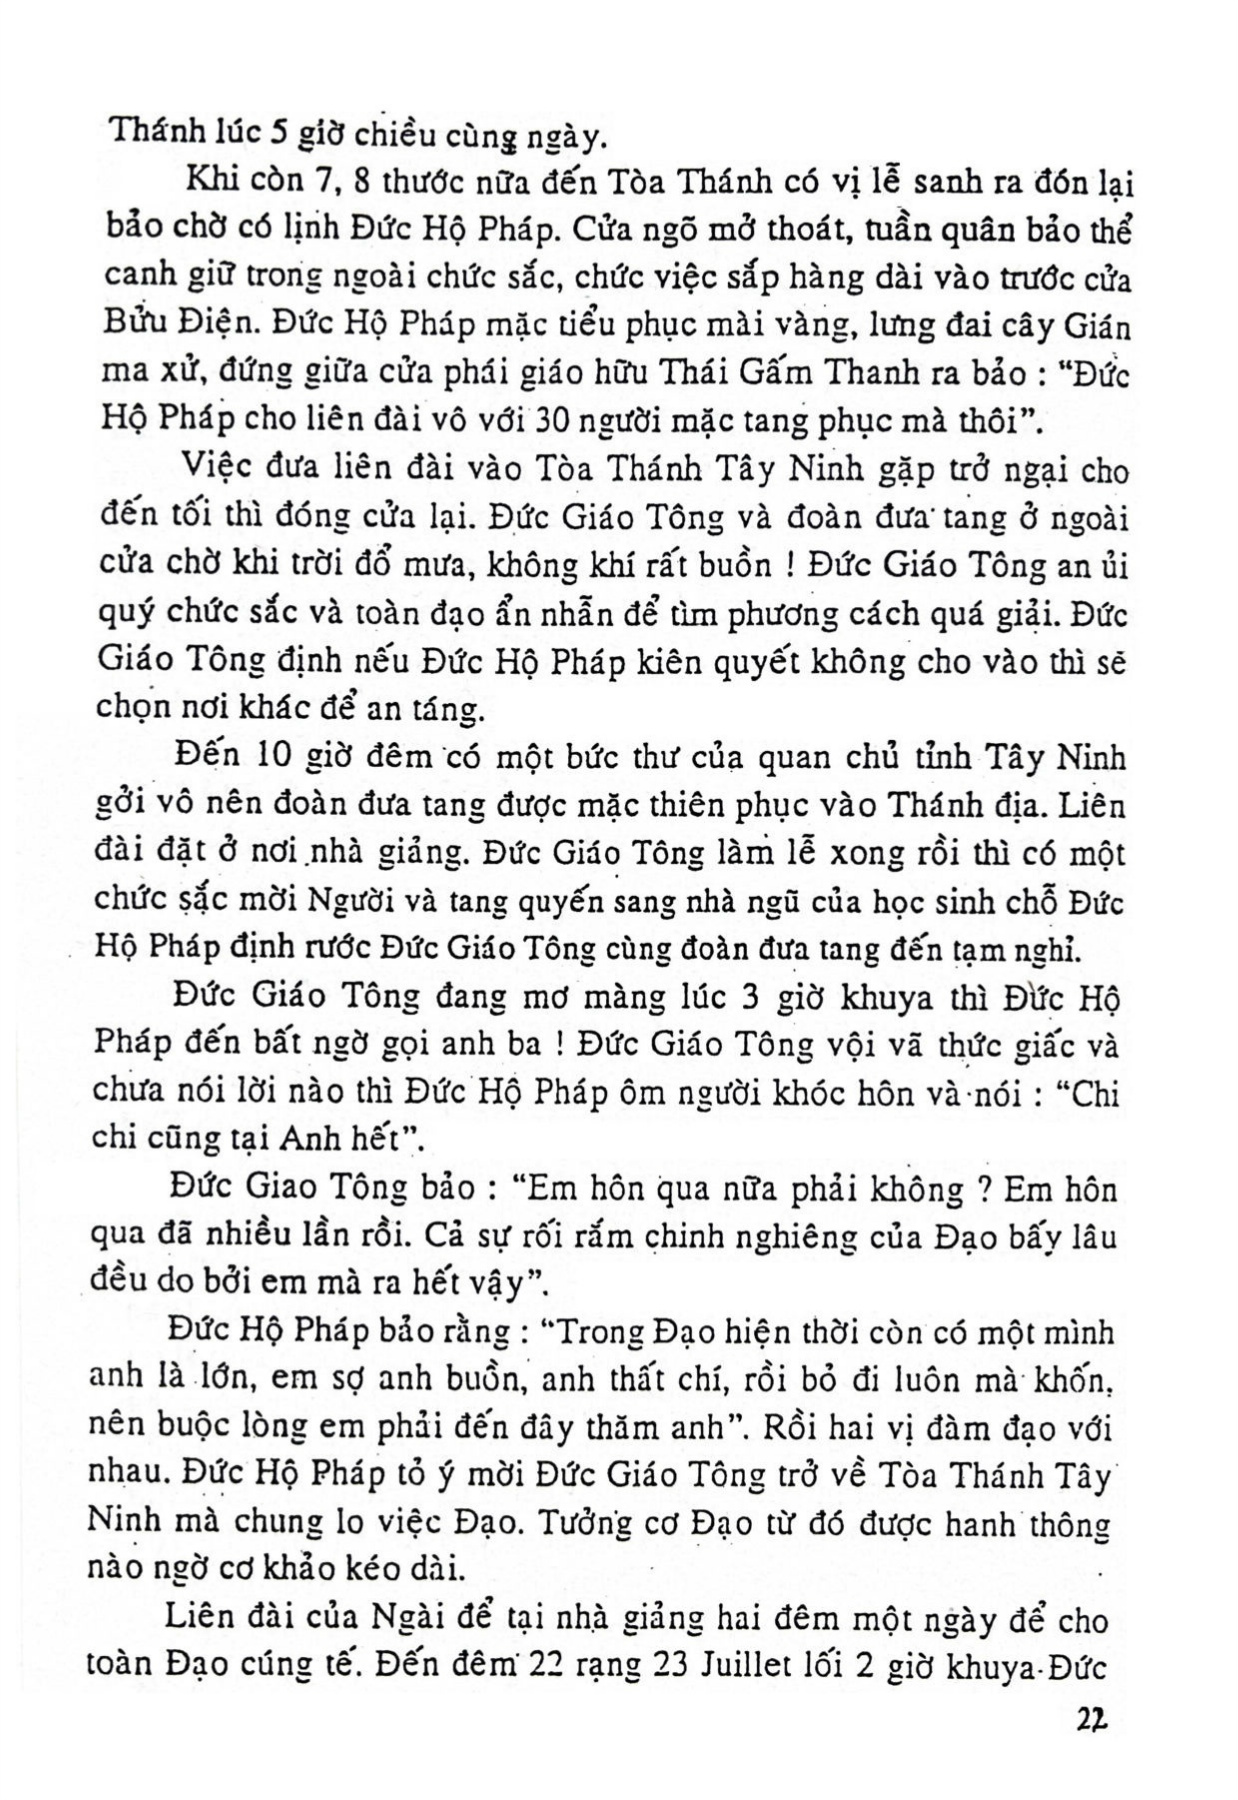 Thánh lúc 5 giờ chiều cùng ngày.
Khi còn 7, 8 thước nữa đến Tòa Thánh có vị lễ sanh ra đón lại
bảo chờ có lịnh Đức Hộ Pháp. Cửa ngõ mở thoát, tuần quân bảo thể
canh giữ trong ngoài chức sắc, chức việc sắp hàng dài vào trước cửa
Bửu Điện. Đức Hộ Pháp mặc tiểu phục mài vàng, lưng đai cây Gián
ma xử, đứng giữa cửa phái giáo hữu Thái Gấm Thanh ra bảo : “Đức
Hộ Pháp cho liên đài vô với 30 người mặc tang phục mà thôi”.
Việc đưa liên đài vào Tòa Thánh Tây Ninh gặp trở ngại cho
đến tối thì đóng cửa lại. Đức Giáo Tông và đoàn đưa tang ở ngoài
cửa chờ khi trời đổ mưa, không khí rất buồn ! Đức Giáo Tông an ủi
quý chức sắc và toàn đạo ẩn nhẫn để tìm phương cách quá giải. Đức
Giáo Tông định nếu Đức Hộ Pháp kiên quyết không cho vào thì sẽ
chọn nơi khác để an táng.
Đến 10 giờ đêm có một bức thư của quan chủ tỉnh Tây Ninh
gởi vô nên đoàn đưa tang được mặc thiên phục vào Thánh địa. Liên
đài đặt ở nơi nhà giảng. Đức Giáo Tông làm lễ xong rồi thì có một
chức sắc mời Người và tang quyến sang nhà ngũ của học sinh chỗ Đức
Hộ Pháp định rước Đức Giáo Tông cùng đoàn đưa tang đến tạm nghỉ.
Đức Giáo Tông đang mơ màng lúc 3 giờ khuya thì Đức Hộ
Pháp đến bất ngờ gọi anh ba ! Đức Giáo Tông vội vã thức giấc và
chưa nói lời nào thì Đức Hộ Pháp ôm người khóc hôn và nói : “Chi
chi cũng tại Anh hết”.
Đức Giao Tông bảo : “Em hôn qua nữa phải không ? Em hôn
qua đã nhiều lần rồi. Cả sự rối rắm chinh nghiêng của Đạo bấy lâu
đều do bởi em mà ra hết vậy”.
Đức Hộ Pháp bảo rằng : “Trong Đạo hiện thời còn có một mình
anh là lớn, em sợ anh buồn, anh thất chí, rồi bỏ đi luôn mà khốn,
nên buộc lòng em phải đến đây thăm anh”. Rồi hai vị đàm đạo với
nhau. Đức Hộ Pháp tỏ ý mời Đức Giáo Tông trở về Tòa Thánh Tây
Ninh mà chung lo việc Đạo. Tưởng cơ Đạo từ đó được hanh thông
nào ngờ cơ khảo kéo dài.
Liên đài của Ngài để tại nhà giảng hai đêm một ngày để cho
toàn Đạo cúng tế. Đến đêm 22 rạng 23 Juillet lối 2 giờ khuya Đức
22